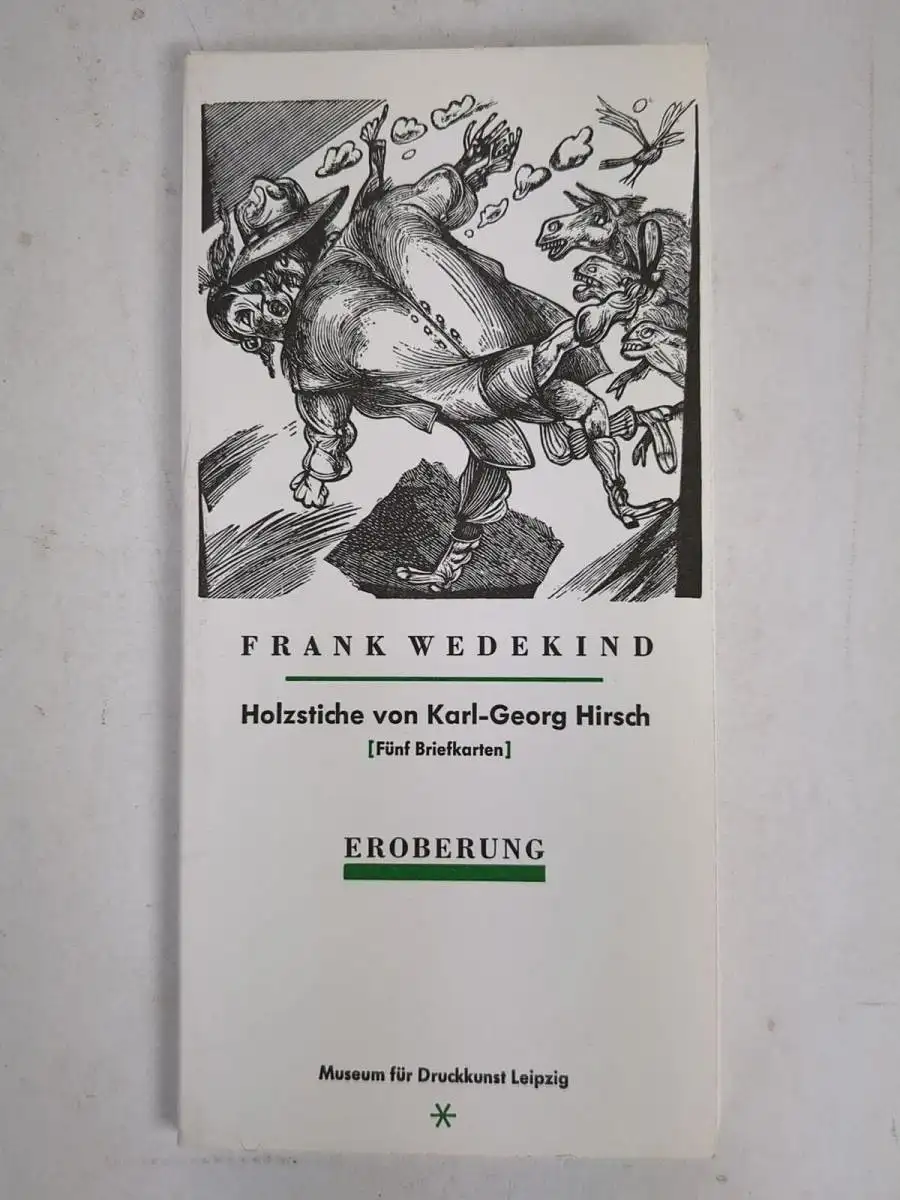 FRANK WEDEKIND
Holzstiche von Karl-Georg Hirsch
[Fünf Briefkarten]
EROBERUNG
Museum für Druckkunst Leipzig